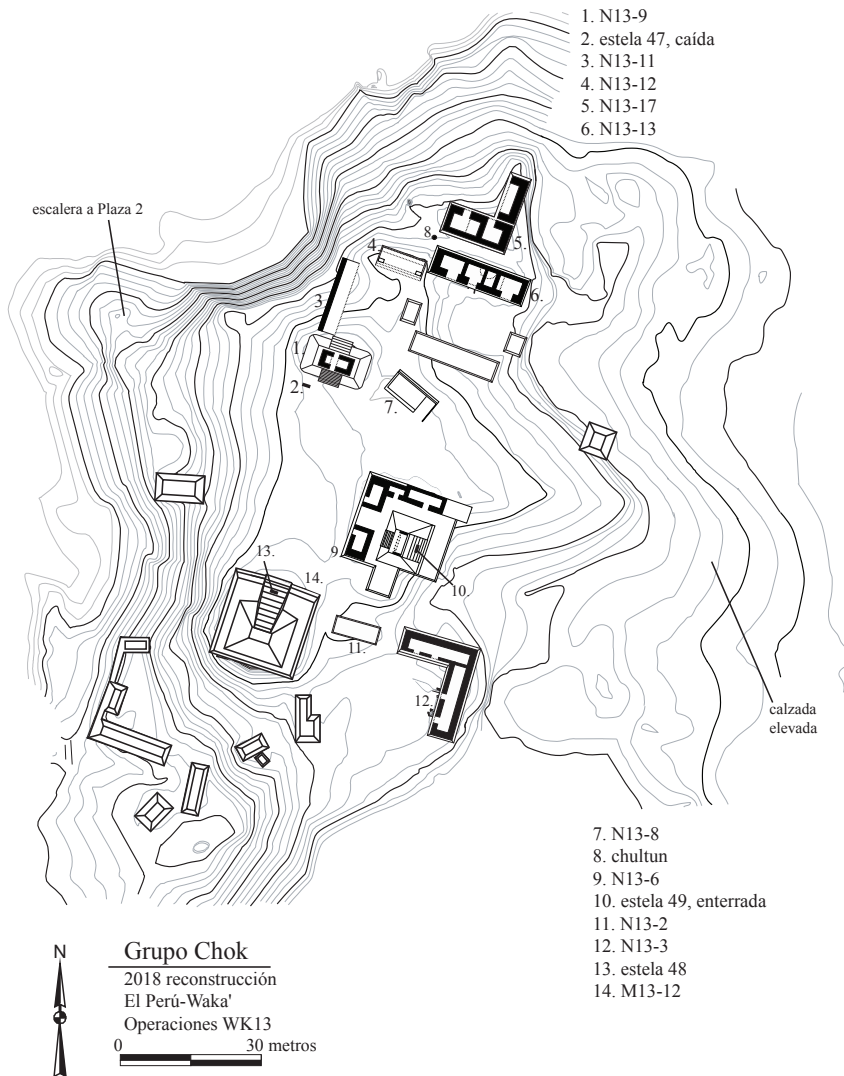 1. N13-9
2. estela 47, caída
3. N13-11
4. N13-12
5. N13-17
6. N13-13
escalera a Plaza 2
8.
5.
4.
6.
3.
1.
2.
7.
9.
13.
14.
10.
11.
12.
calzada
elevada
7. N13-8
8. chultun
9. N13-6
10. estela 49, enterrada
11. N13-2
12. N13-3
13. estela 48
14. M13-12
N
Grupo Chok
2018 reconstrucción
El Perú-Waka'
Operaciones WK13
0 30 metros